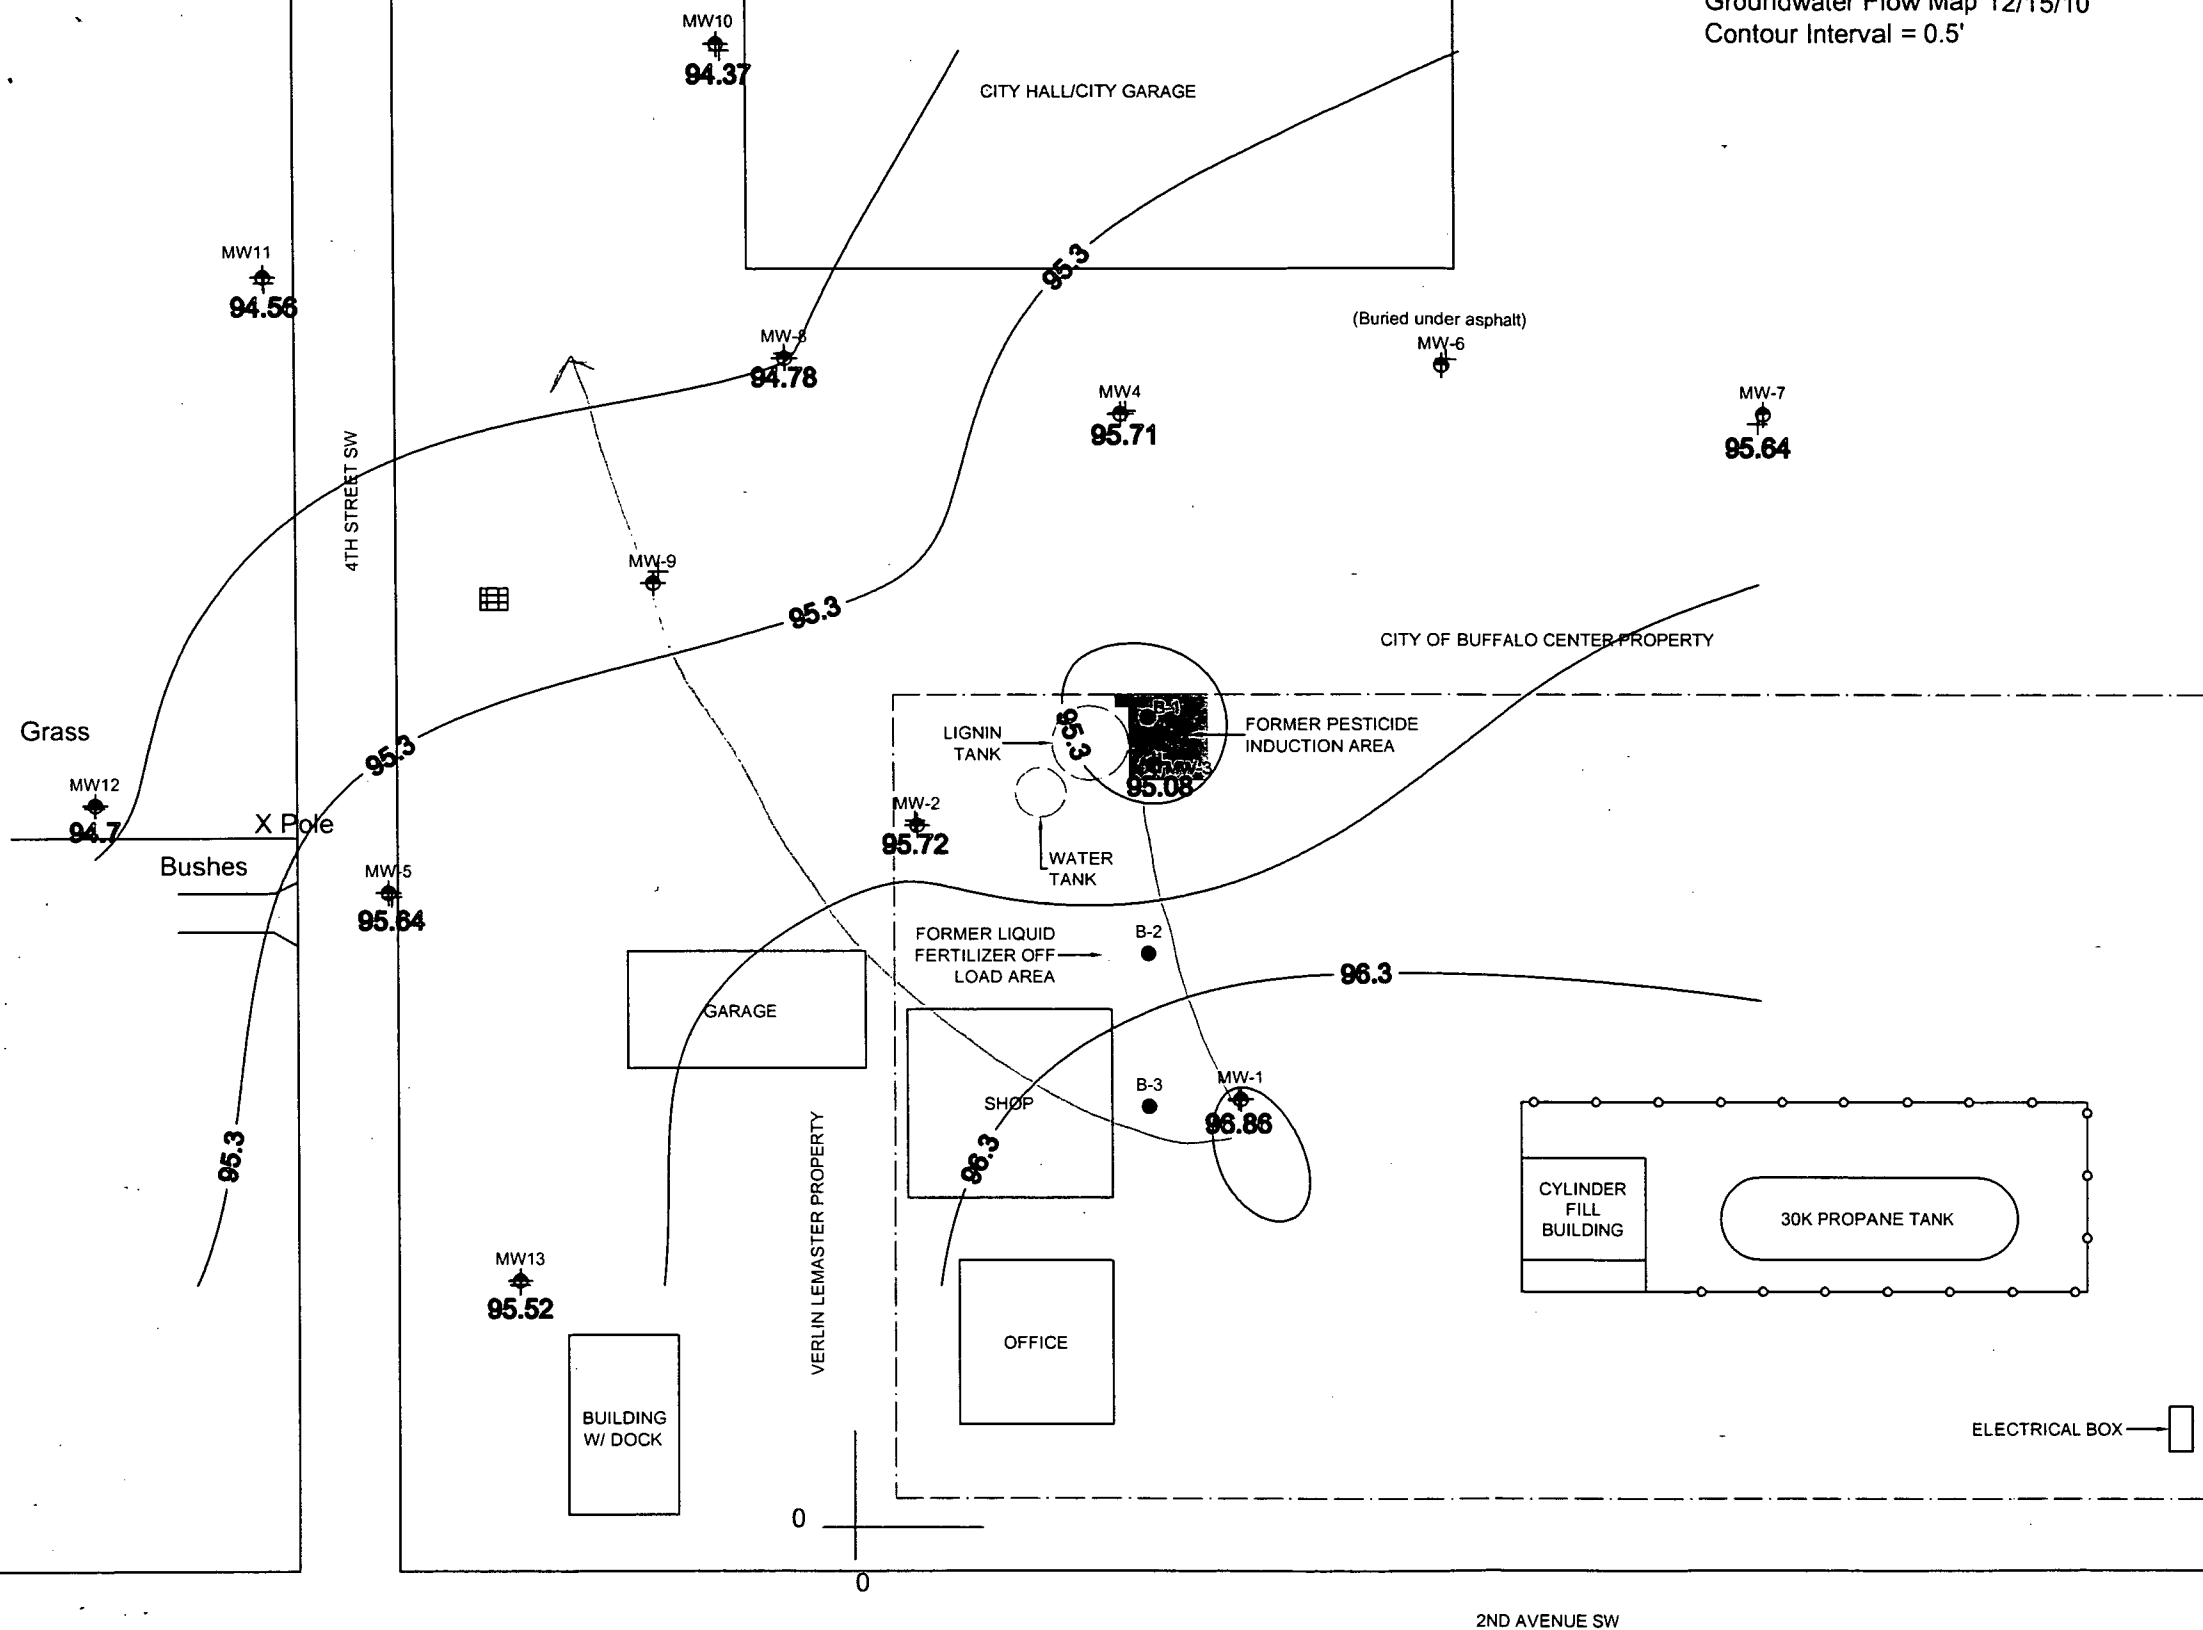 Groundwater Flow Map 12/15/10
Contour Interval = 0.5'
MW10
94.37
CITY HALL/CITY GARAGE
MW11
94.56
95.3
(Buried under asphalt)
MW-6
MW-8
94.78
MW4
95.71
MW-7
95.64
4TH STREET SW
MW-9
95.3
CITY OF BUFFALO CENTER PROPERTY
Grass
95.3
LIGNIN
TANK
95.3
B-1
FORMER PESTICIDE
INDUCTION AREA
MW-3
95.08
MW12
94.7
X Pole
MW-2
95.72
WATER
TANK
Bushes
MW-5
95.64
FORMER LIQUID
FERTILIZER OFF
LOAD AREA
B-2
96.3
GARAGE
SHOP
B-3
MW-1
96.86
95.3
96.3
VERLIN LEMASTER PROPERTY
CYLINDER
FILL
BUILDING
30K PROPANE TANK
MW13
95.52
OFFICE
BUILDING
W/ DOCK
ELECTRICAL BOX
0
0
2ND AVENUE SW